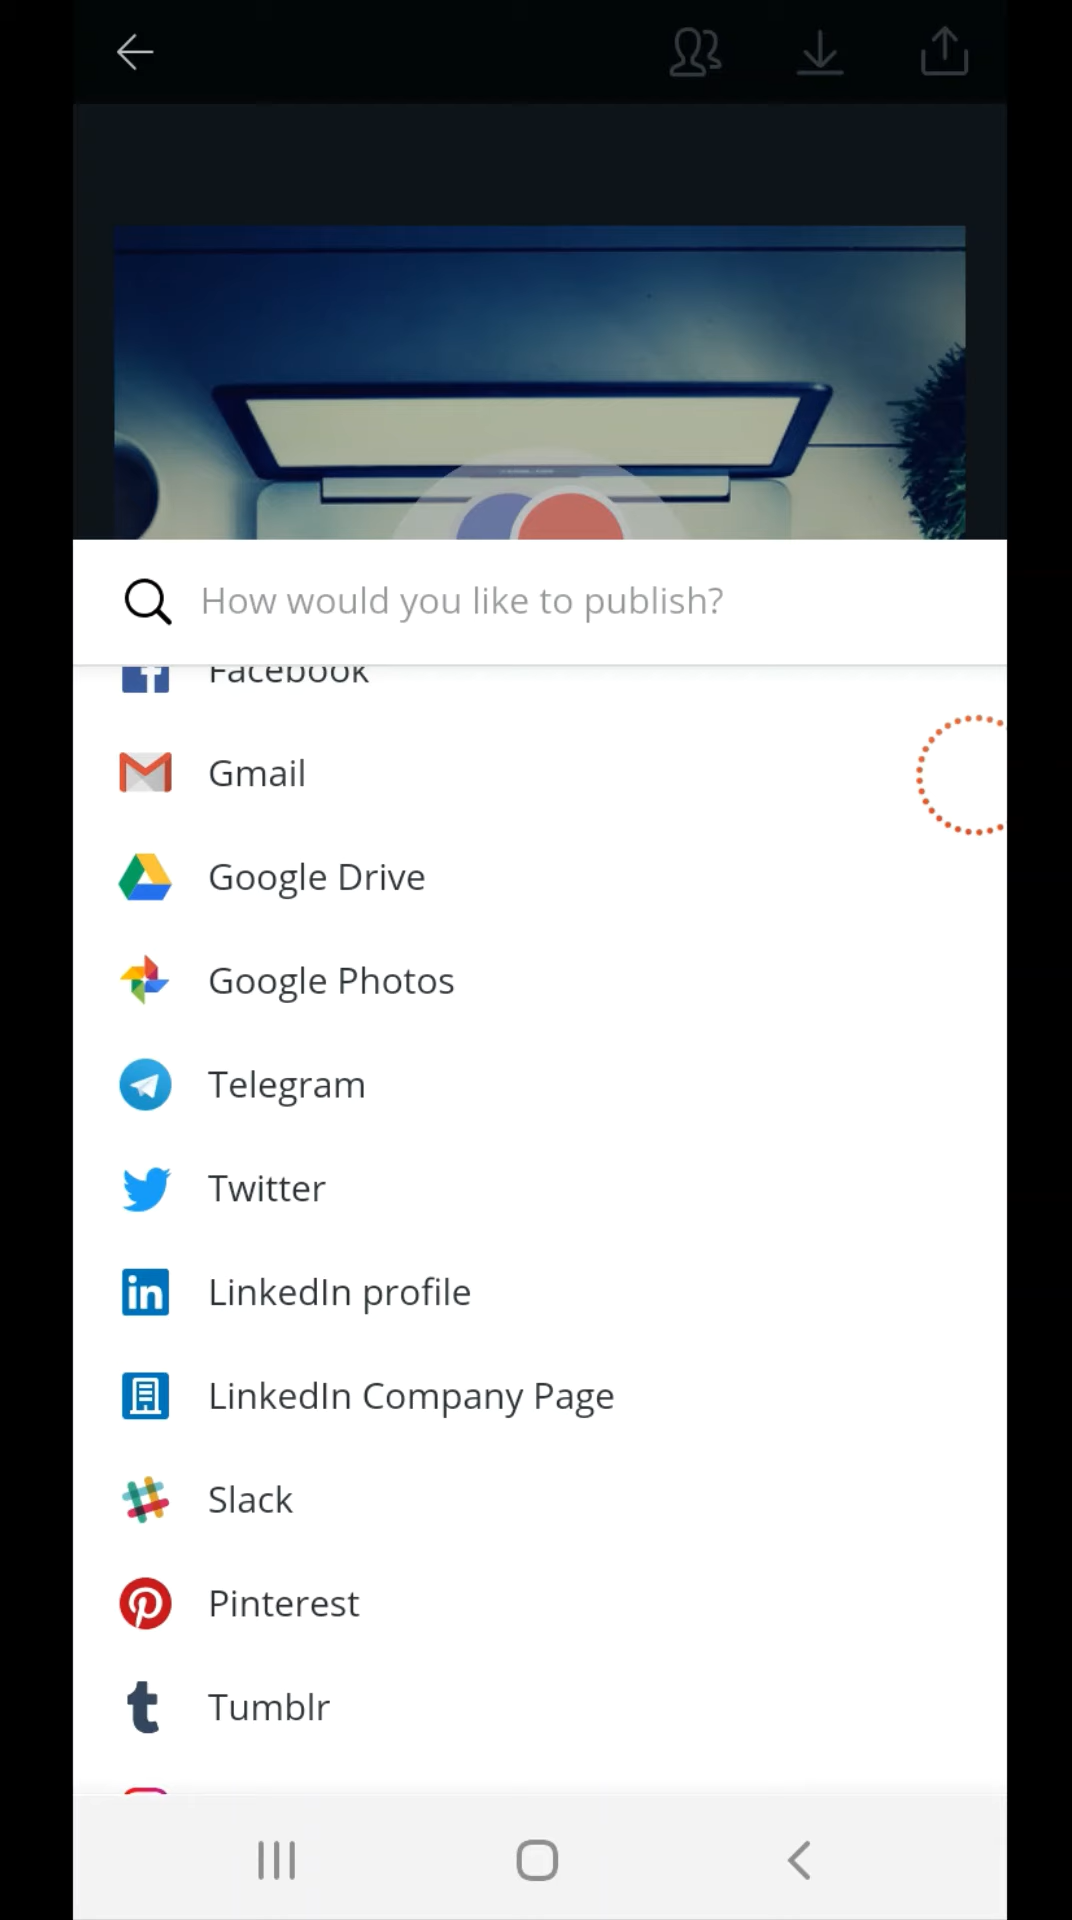 How would you like to publish?
Facebook
Gmail
Google Drive
Google Photos
Telegram
Twitter
LinkedIn profile
LinkedIn Company Page
Slack
Pinterest
Tumblr